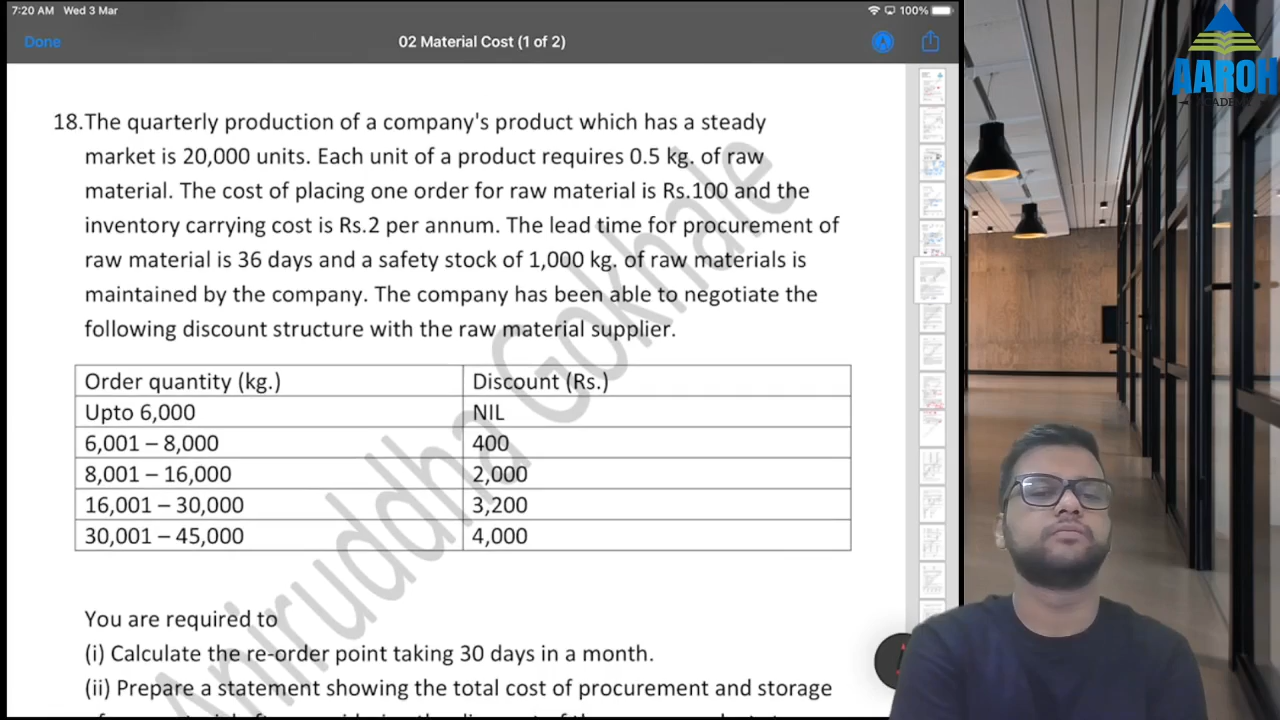 7:20 AM Wed 3 Mar
100%
Done
02 Material Cost (1 of 2)
AAROH
ACADEMY
18.The quarterly production of a company's product which has a steady
market is 20,000 units. Each unit of a product requires 0.5 kg. of raw
material. The cost of placing one order for raw material is Rs.100 and the
inventory carrying cost is Rs.2 per annum. The lead time for procurement of
raw material is 36 days and a safety stock of 1,000 kg. of raw materials is
maintained by the company. The company has been able to negotiate the
following discount structure with the raw material supplier.
Order quantity (kg.) Discount (Rs.)
Upto 6,000 NIL
6,001 – 8,000 400
8,001 – 16,000 2,000
16,001 – 30,000 3,200
30,001 – 45,000 4,000
You are required to
(i) Calculate the re-order point taking 30 days in a month.
(ii) Prepare a statement showing the total cost of procurement and storage
Aniruddha Gokhale